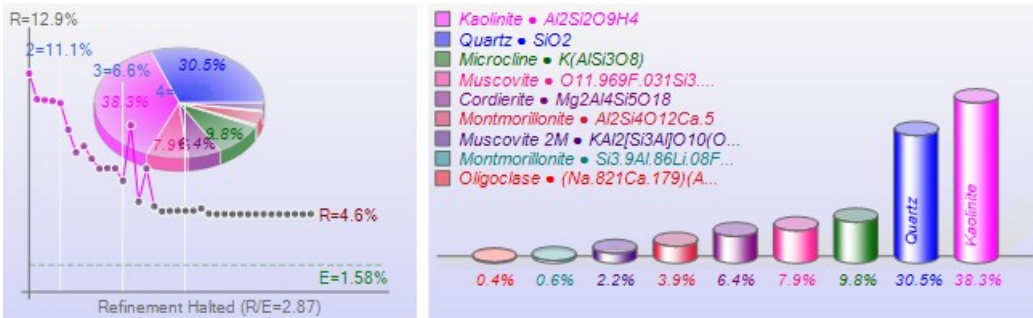 R=12.9%
2=11.1%
3=6.6%
30.5%
38.3%
9.8%
7.9%
6.4%
R=4.6%
E=1.58%
Refinement Halted (R/E=2.87)
Kaolinite • Al2Si2O9H4
Quartz • SiO2
Microcline • K(AlSi3O8)
Muscovite • O11.969F.031Si3....
Cordierite • Mg2Al4Si5O18
Montmorillonite • Al2Si4O12Ca.5
Muscovite 2M • KAl2[Si3Al]O10(O...
Montmorillonite • Si3.9Al.86Li.08F...
Oligoclase • (Na.821Ca.179)(A...
Quartz
Kaolinite
0.4% 0.6% 2.2% 3.9% 6.4% 7.9% 9.8% 30.5% 38.3%